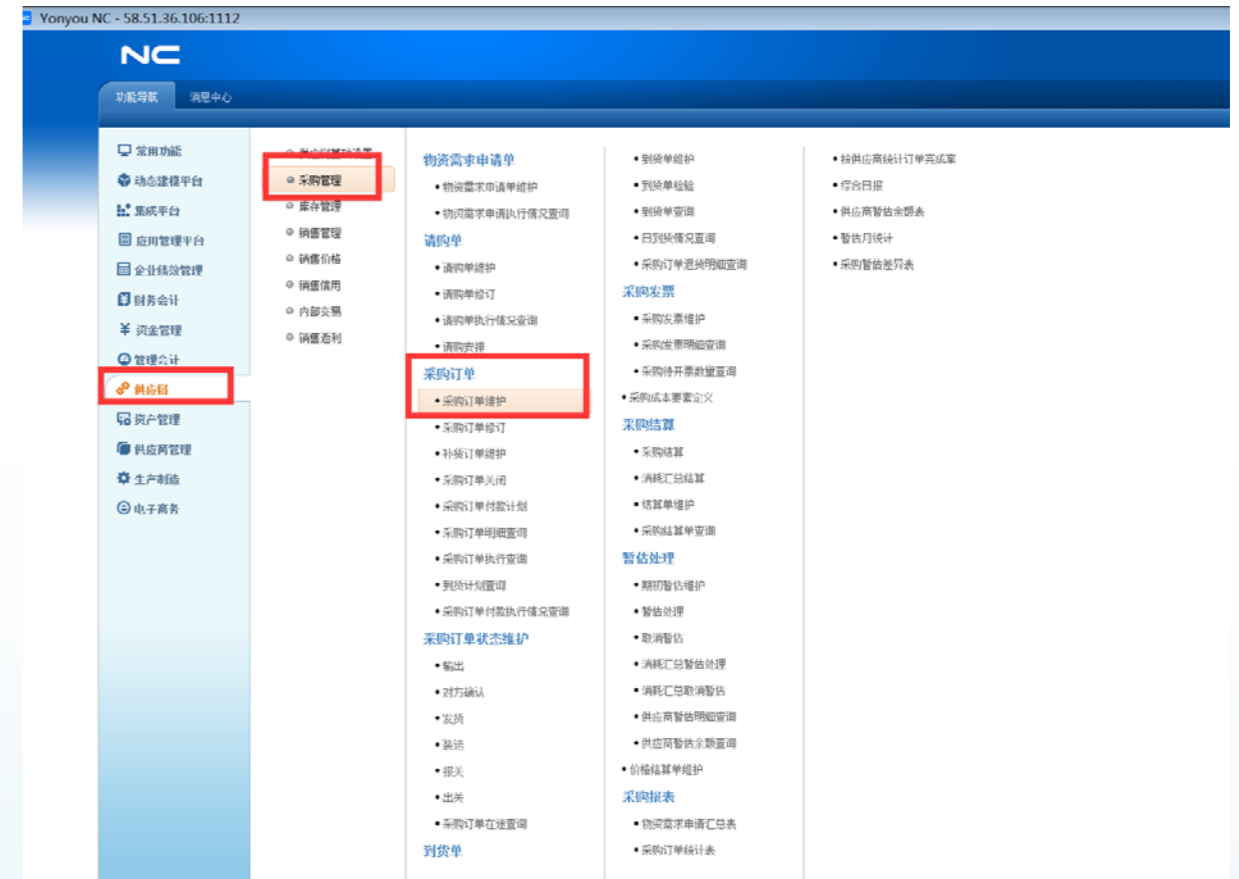 Yonyou NC - 58.51.36.106:1112
NC
功能导航
消息中心
常用功能
动态建模平台
集成平台
应用管理平台
企业绩效管理
财务会计
资金管理
管理会计
供应链
资产管理
供应商管理
生产制造
电子商务
供应链基础设置
采购管理
库存管理
销售管理
销售价格
销售信用
内部交易
销售返利
物资需求申请单
•物资需求申请单维护
•物资需求申请执行情况查询
请购单
•请购单维护
•请购单修订
•请购单执行情况查询
•请购安排
采购订单
•采购订单维护
•采购订单修订
•补货订单维护
•采购订单关闭
•采购订单付款计划
•采购订单明细查询
•采购订单执行查询
•到货计划查询
•采购订单付款执行情况查询
采购订单状态维护
•输出
•对方确认
•发货
•装运
•报关
•出关
•采购订单在途查询
到货单
•到货单维护
•到货单检验
•到货单查询
•日到货情况查询
•采购订单退货明细查询
采购发票
•采购发票维护
•采购发票明细查询
•采购待开票数量查询
•采购成本要素定义
采购结算
•采购结算
•消耗汇总结算
•结算单维护
•采购结算单查询
暂估处理
•期初暂估维护
•暂估处理
•取消暂估
•消耗汇总暂估处理
•消耗汇总取消暂估
•供应商暂估明细查询
•供应商暂估余额查询
•价格结算单维护
采购报表
•物资需求申请汇总表
•采购订单统计表
•按供应商统计订单完成率
•综合日报
•供应商暂估余额表
•暂估月统计
•采购暂估差异表